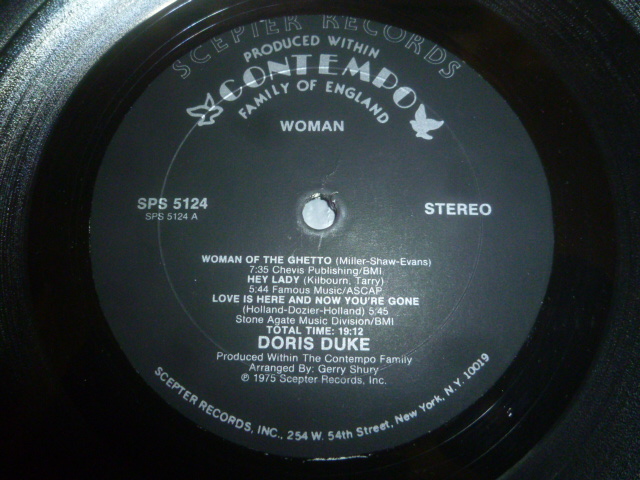 SCEPTER RECORDS
PRODUCED WITHIN
CONTEMPO
FAMILY OF ENGLAND
WOMAN
SPS 5124
SPS 5124 A
STEREO
WOMAN OF THE GHETTO (Miller-Shaw-Evans)
7:35 Chevis Publishing/BMI
HEY LADY (Kilbourn, Tarry)
5:44 Famous Music/ASCAP
LOVE IS HERE AND NOW YOU'RE GONE
(Holland-Dozier-Holland) 5:45
Stone Agate Music Division/BMI
TOTAL TIME: 19:12
DORIS DUKE
Produced Within The Contempo Family
Arranged By: Gerry Shury
℗ 1975 Scepter Records, Inc.
SCEPTER RECORDS, INC., 254 W. 54th Street, New York, N.Y. 10019